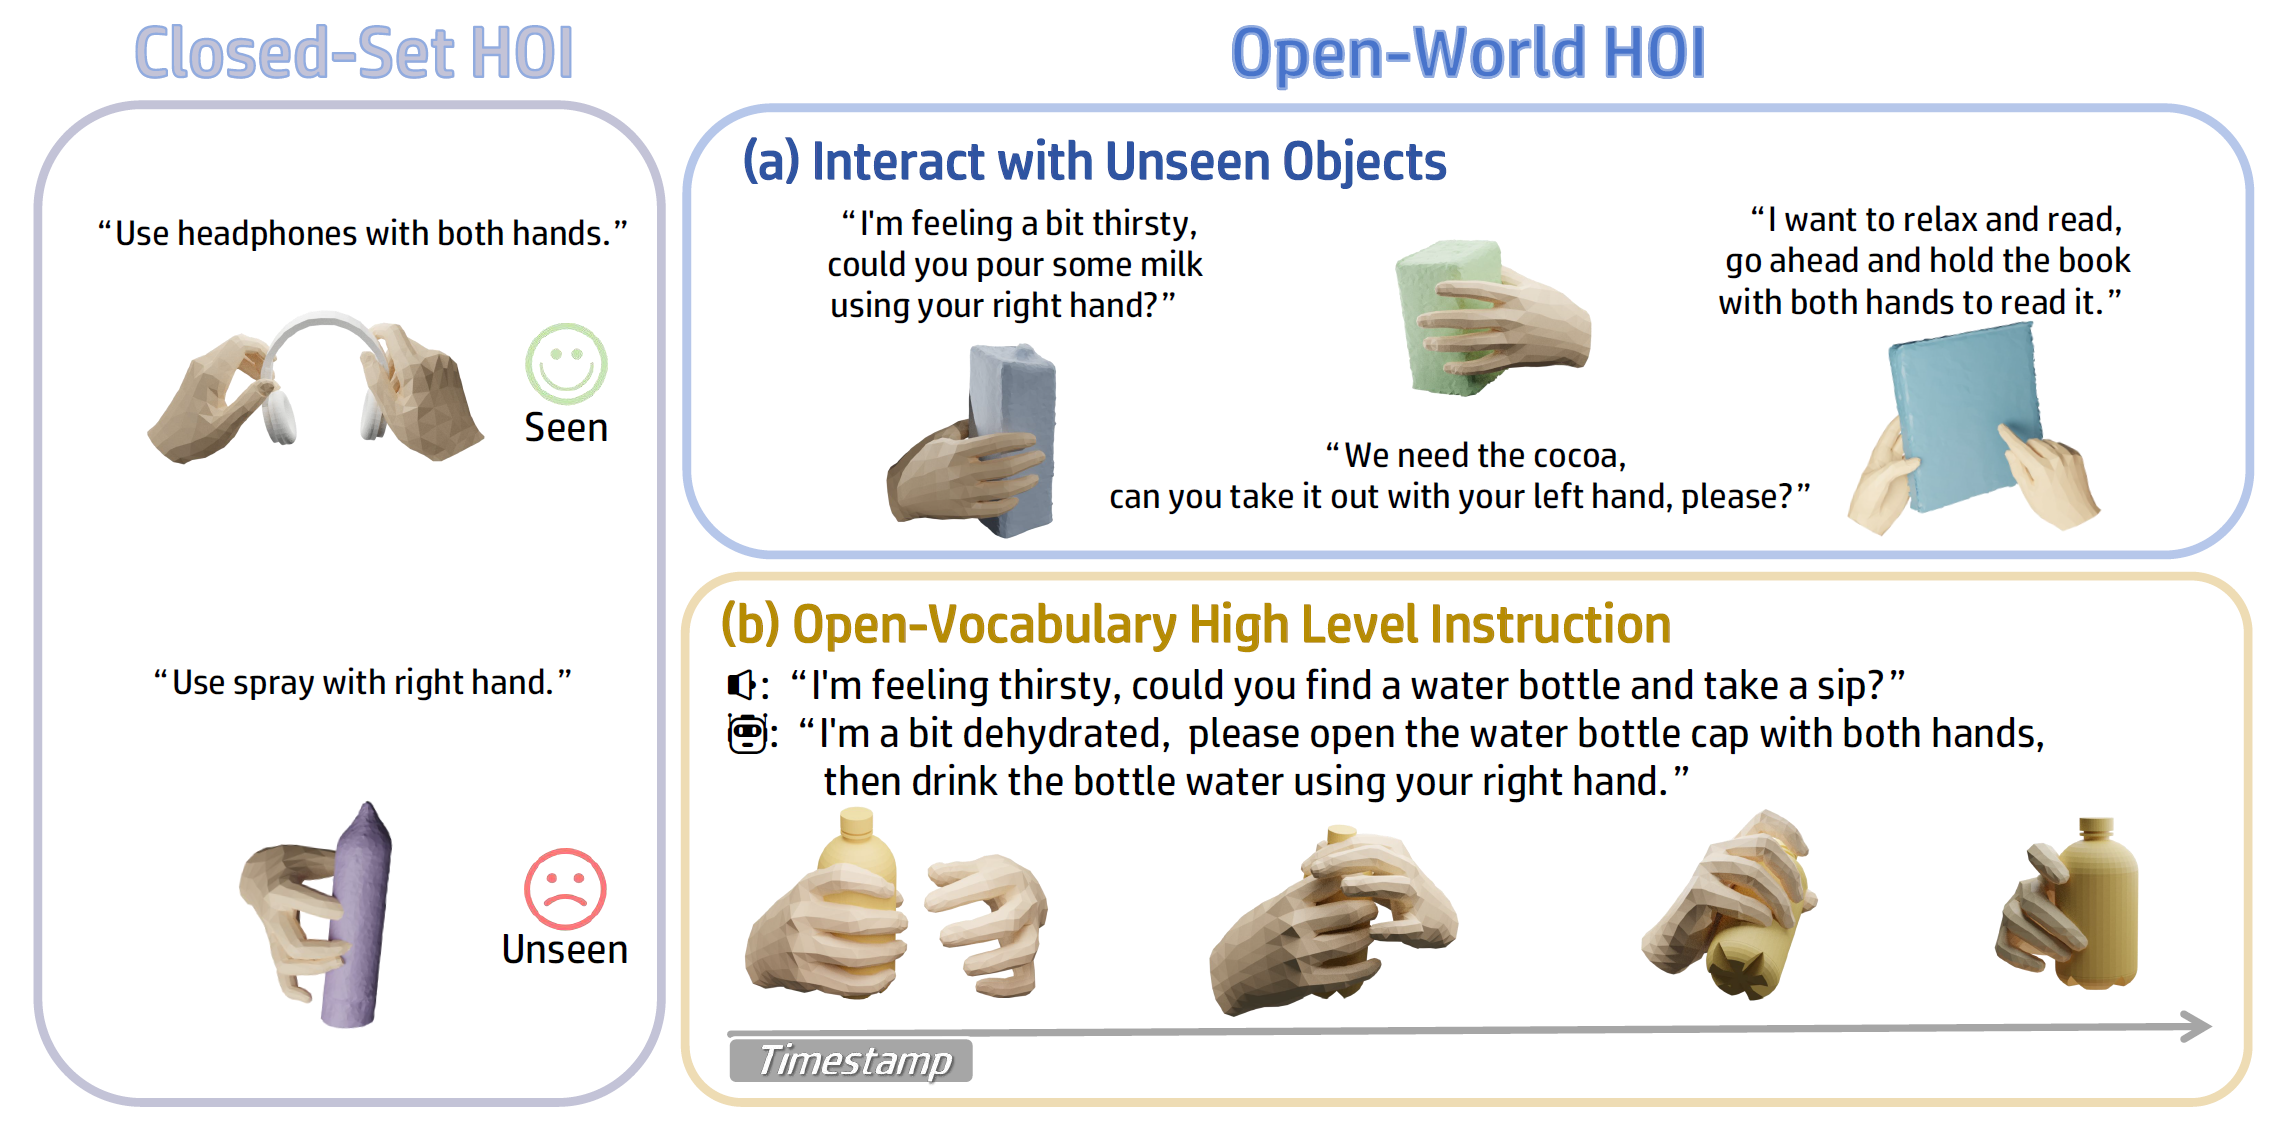 Closed-Set HOI
"Use headphones with both hands."
Seen
"Use spray with right hand."
Unseen
Open-World HOI
(a) Interact with Unseen Objects
"I'm feeling a bit thirsty,
could you pour some milk
using your right hand?"
"We need the cocoa,
can you take it out with your left hand, please?"
"I want to relax and read,
go ahead and hold the book
with both hands to read it."
(b) Open-Vocabulary High Level Instruction
: "I'm feeling thirsty, could you find a water bottle and take a sip?"
: "I'm a bit dehydrated, please open the water bottle cap with both hands,
then drink the bottle water using your right hand."
Timestamp